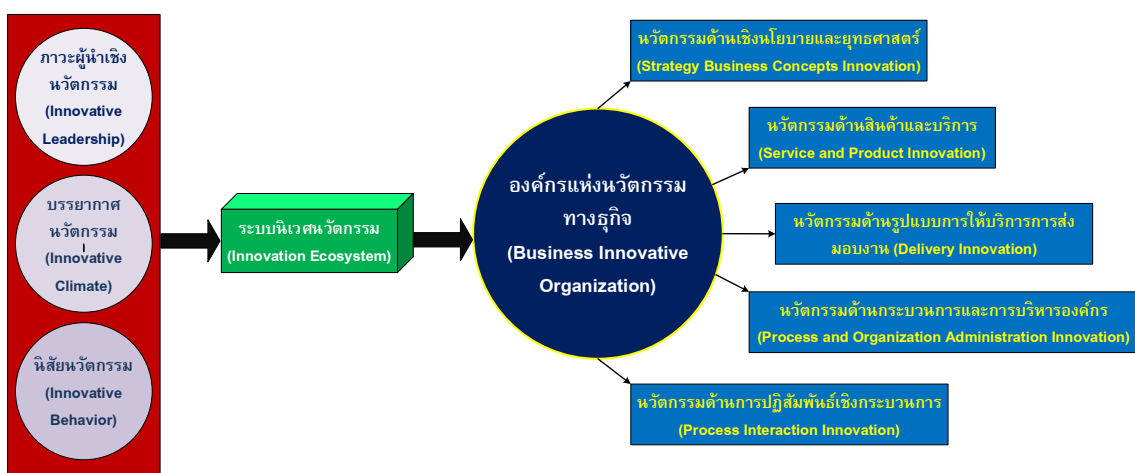 ภาวะผู้นำเชิง
นวัตกรรม
(Innovative
Leadership)
บรรยากาศ
นวัตกรรม
(Innovative
Climate)
นิสัยนวัตกรรม
(Innovative
Behavior)
ระบบนิเวศนวัตกรรม
(Innovation Ecosystem)
องค์กรแห่งนวัตกรรม
ทางธุกิจ
(Business Innovative
Organization)
นวัตกรรมด้านเชิงนโยบายและยุทธศาสตร์
(Strategy Business Concepts Innovation)
นวัตกรรมด้านสินค้าและบริการ
(Service and Product Innovation)
นวัตกรรมด้านรูปแบบการให้บริการการส่ง
มอบงาน (Delivery Innovation)
นวัตกรรมด้านกระบวนการและการบริหารองค์กร
(Process and Organization Administration Innovation)
นวัตกรรมด้านการปฏิสัมพันธ์เชิงกระบวนการ
(Process Interaction Innovation)